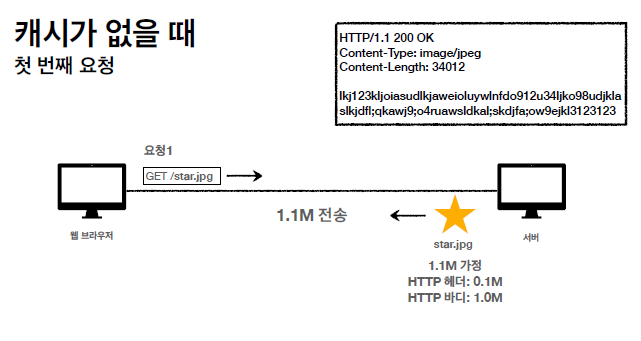 캐시가 없을 때
첫 번째 요청
HTTP/1.1 200 OK
Content-Type: image/jpeg
Content-Length: 34012
lkj123kljoiasudlkjaweioluywlnfdo912u34ljko98udjkla
slkjdfl;qkawj9;o4ruawsldkal;skdjfa;ow9ejkl3123123
요청1
GET /star.jpg
1.1M 전송
웹 브라우저
star.jpg
서버
1.1M 가정
HTTP 헤더: 0.1M
HTTP 바디: 1.0M